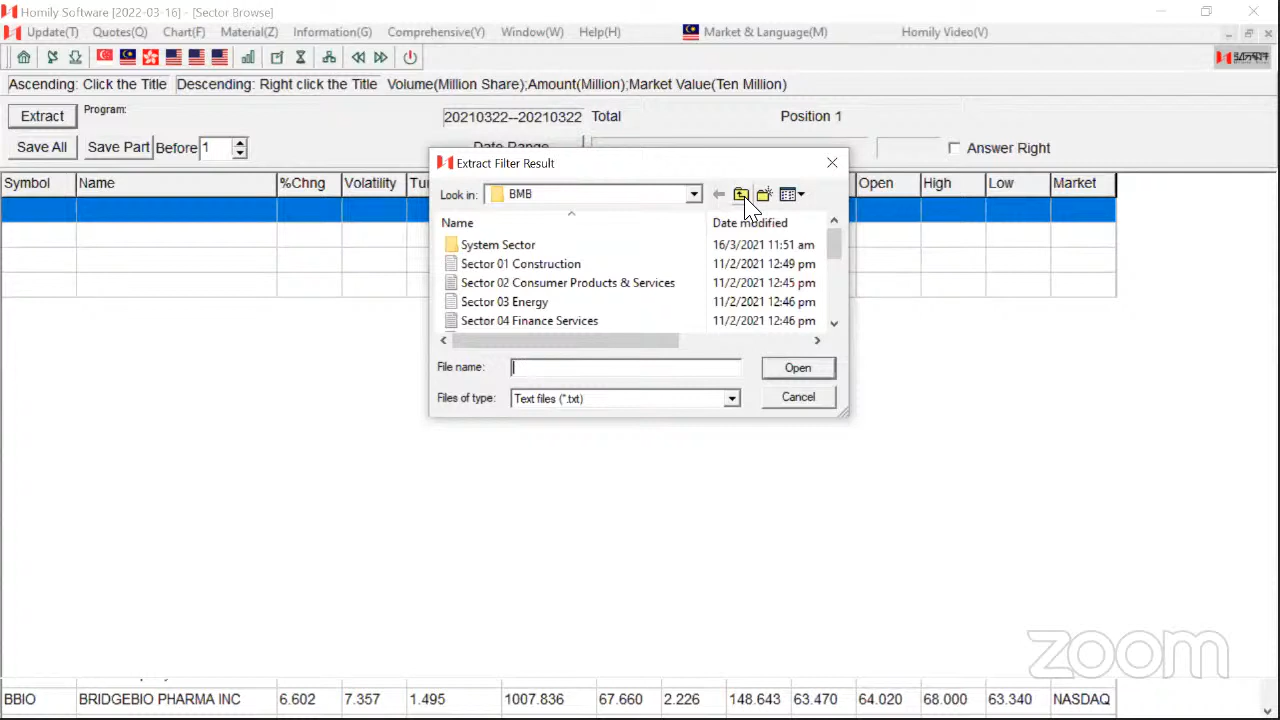 Homily Software [2022-03-16] - [Sector Browse]
Update(T) Quotes(Q) Chart(F) Material(Z) Information(G) Comprehensive(Y) Window(W) Help(H) Market & Language(M) Homily Video(V)
Ascending: Click the Title Descending: Right click the Title Volume(Million Share);Amount(Million);Market Value(Ten Million)
Extract Program: 20210322--20210322 Total Position 1
Save All Save Part Before 1 Date Range Answer Right
Extract Filter Result
Symbol Name %Chng Volatility Open High Low Market
Look in: BMB
Name Date modified
System Sector 16/3/2021 11:51 am
Sector 01 Construction 11/2/2021 12:49 pm
Sector 02 Consumer Products & Services 11/2/2021 12:45 pm
Sector 03 Energy 11/2/2021 12:46 pm
Sector 04 Finance Services 11/2/2021 12:46 pm
File name: Open
Files of type: Text files (*.txt) Cancel
zoom
BBIO BRIDGEBIO PHARMA INC 6.602 7.357 1.495 1007.836 67.660 2.226 148.643 63.470 64.020 68.000 63.340 NASDAQ